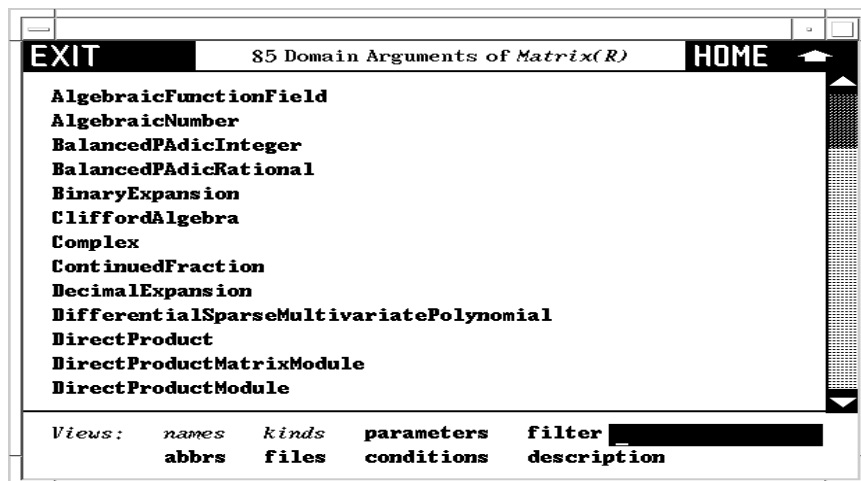 EXIT 85 Domain Arguments of Matrix(R) HOME
AlgebraicFunctionField
AlgebraicNumber
BalancedPAdicInteger
BalancedPAdicRational
BinaryExpansion
CliffordAlgebra
Complex
ContinuedFraction
DecimalExpansion
DifferentialSparseMultivariatePolynomial
DirectProduct
DirectProductMatrixModule
DirectProductModule
Views: names kinds parameters filter _
abbrs files conditions description